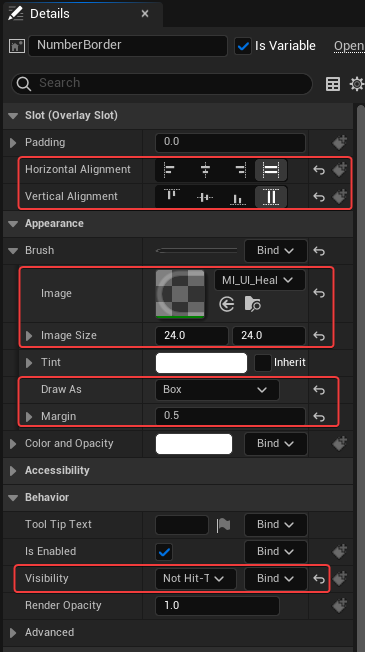 Details
NumberBorder
Is Variable
Open
Search
Slot (Overlay Slot)
Padding
0.0
Horizontal Alignment
Vertical Alignment
Appearance
Brush
Bind
Image
MI_UI_Heal
Image Size
24.0
24.0
Tint
Inherit
Draw As
Box
Margin
0.5
Color and Opacity
Bind
Accessibility
Behavior
Tool Tip Text
Bind
Is Enabled
Bind
Visibility
Not Hit-T
Bind
Render Opacity
1.0
Advanced